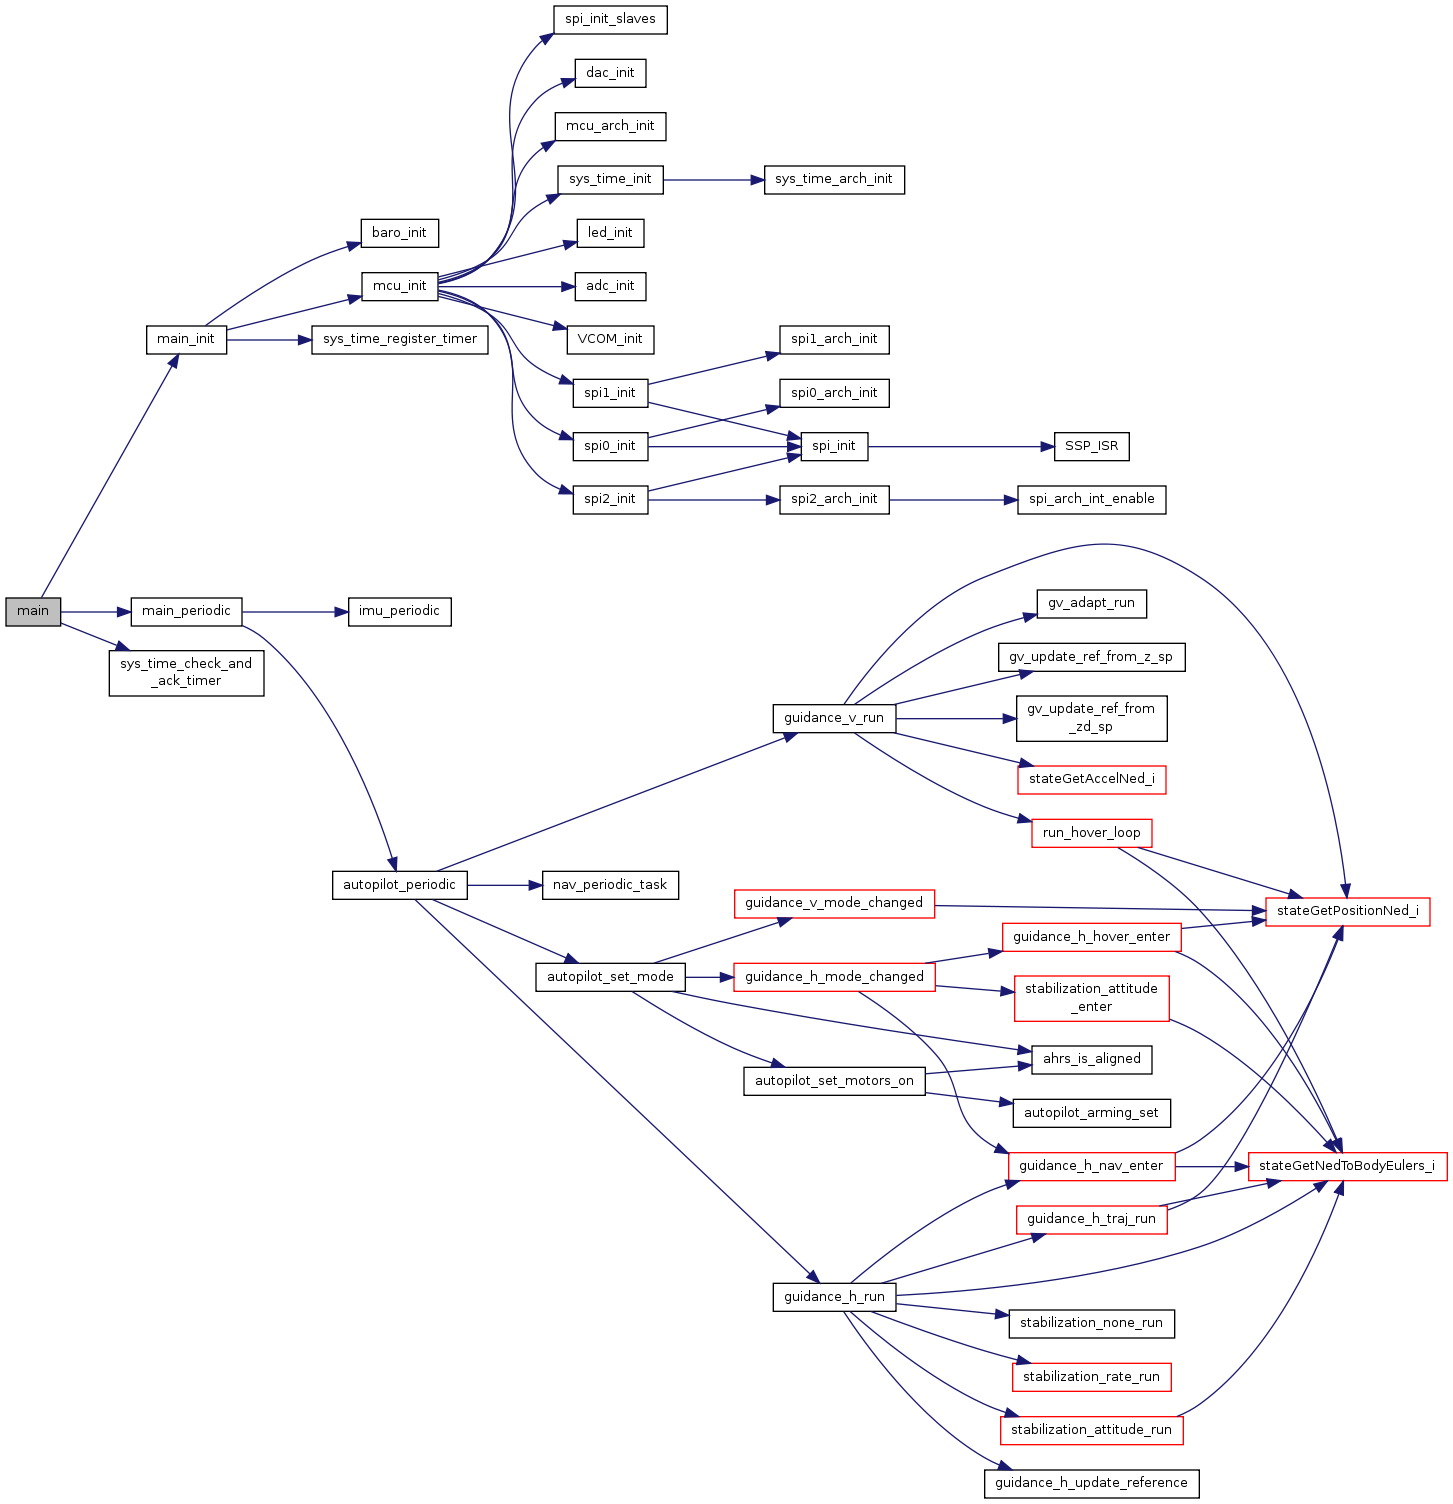 spi_init_slaves
dac_init
mcu_arch_init
sys_time_init
sys_time_arch_init
baro_init
led_init
mcu_init
adc_init
main_init
sys_time_register_timer
VCOM_init
spi1_arch_init
spi1_init
spi0_arch_init
spi0_init
spi_init
SSP_ISR
spi2_init
spi2_arch_init
spi_arch_int_enable
main
main_periodic
imu_periodic
gv_adapt_run
sys_time_check_and
_ack_timer
gv_update_ref_from_z_sp
guidance_v_run
gv_update_ref_from
_zd_sp
stateGetAccelNed_i
run_hover_loop
autopilot_periodic
nav_periodic_task
guidance_v_mode_changed
stateGetPositionNed_i
guidance_h_hover_enter
autopilot_set_mode
guidance_h_mode_changed
stabilization_attitude
_enter
ahrs_is_aligned
autopilot_set_motors_on
autopilot_arming_set
guidance_h_nav_enter
stateGetNedToBodyEulers_i
guidance_h_traj_run
guidance_h_run
stabilization_none_run
stabilization_rate_run
stabilization_attitude_run
guidance_h_update_reference